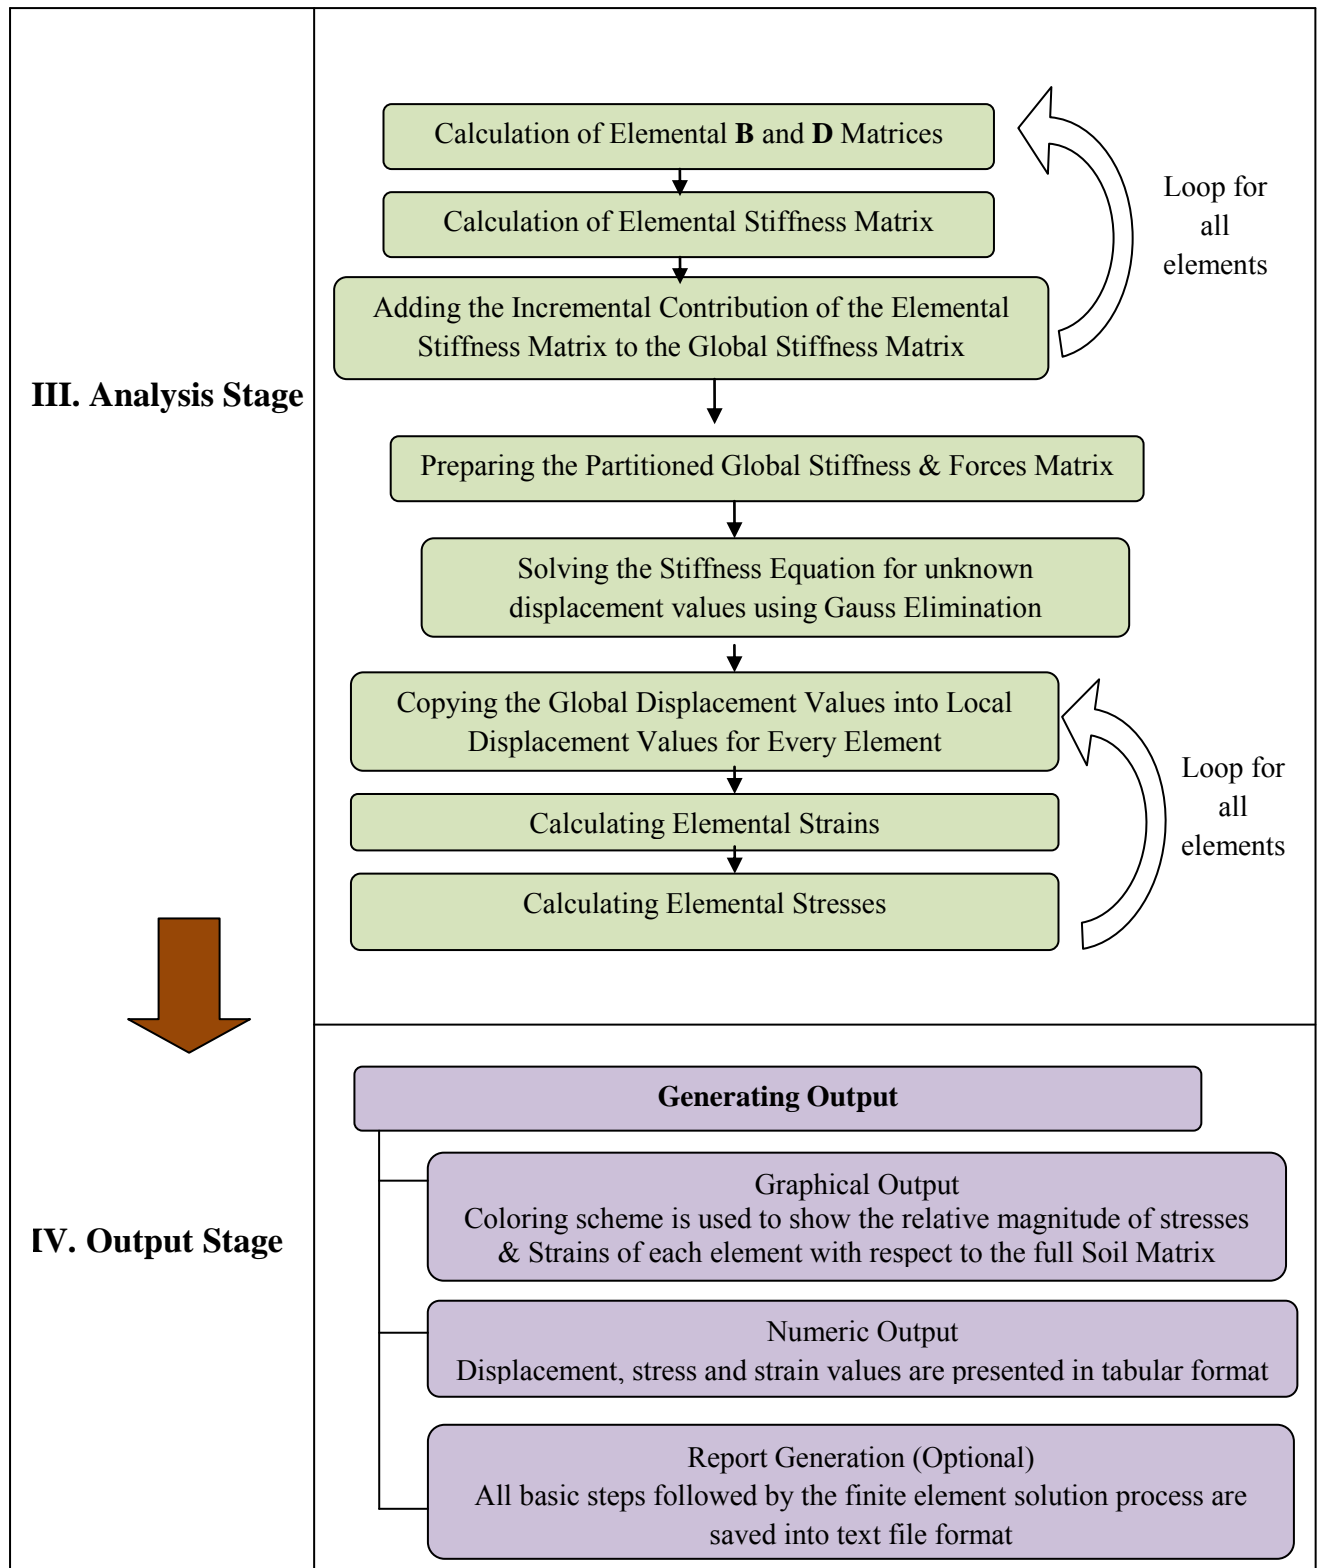 III. Analysis Stage
Calculation of Elemental B and D Matrices
Calculation of Elemental Stiffness Matrix
Adding the Incremental Contribution of the Elemental
Stiffness Matrix to the Global Stiffness Matrix
Loop for
all
elements
Preparing the Partitioned Global Stiffness & Forces Matrix
Solving the Stiffness Equation for unknown
displacement values using Gauss Elimination
Copying the Global Displacement Values into Local
Displacement Values for Every Element
Calculating Elemental Strains
Calculating Elemental Stresses
Loop for
all
elements
IV. Output Stage
Generating Output
Graphical Output
Coloring scheme is used to show the relative magnitude of stresses
& Strains of each element with respect to the full Soil Matrix
Numeric Output
Displacement, stress and strain values are presented in tabular format
Report Generation (Optional)
All basic steps followed by the finite element solution process are
saved into text file format